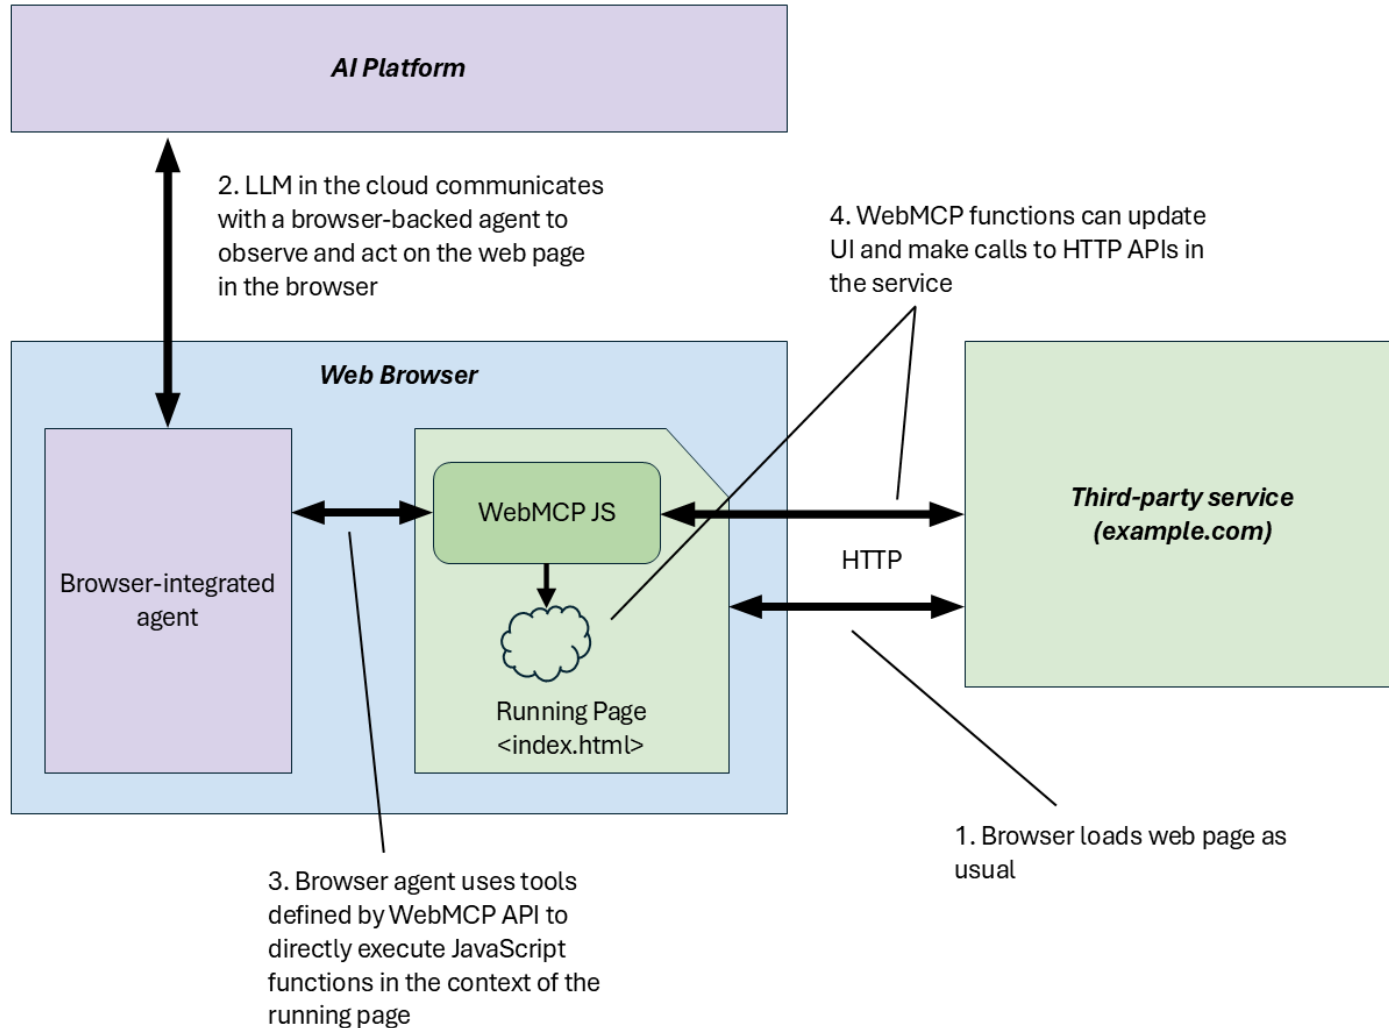 AI Platform
2. LLM in the cloud communicates
with a browser-backed agent to
observe and act on the web page
in the browser
4. WebMCP functions can update
UI and make calls to HTTP APIs in
the service
Web Browser
WebMCP JS
Third-party service
(example.com)
HTTP
Browser-integrated
agent
Running Page
<index.html>
1. Browser loads web page as
usual
3. Browser agent uses tools
defined by WebMCP API to
directly execute JavaScript
functions in the context of the
running page